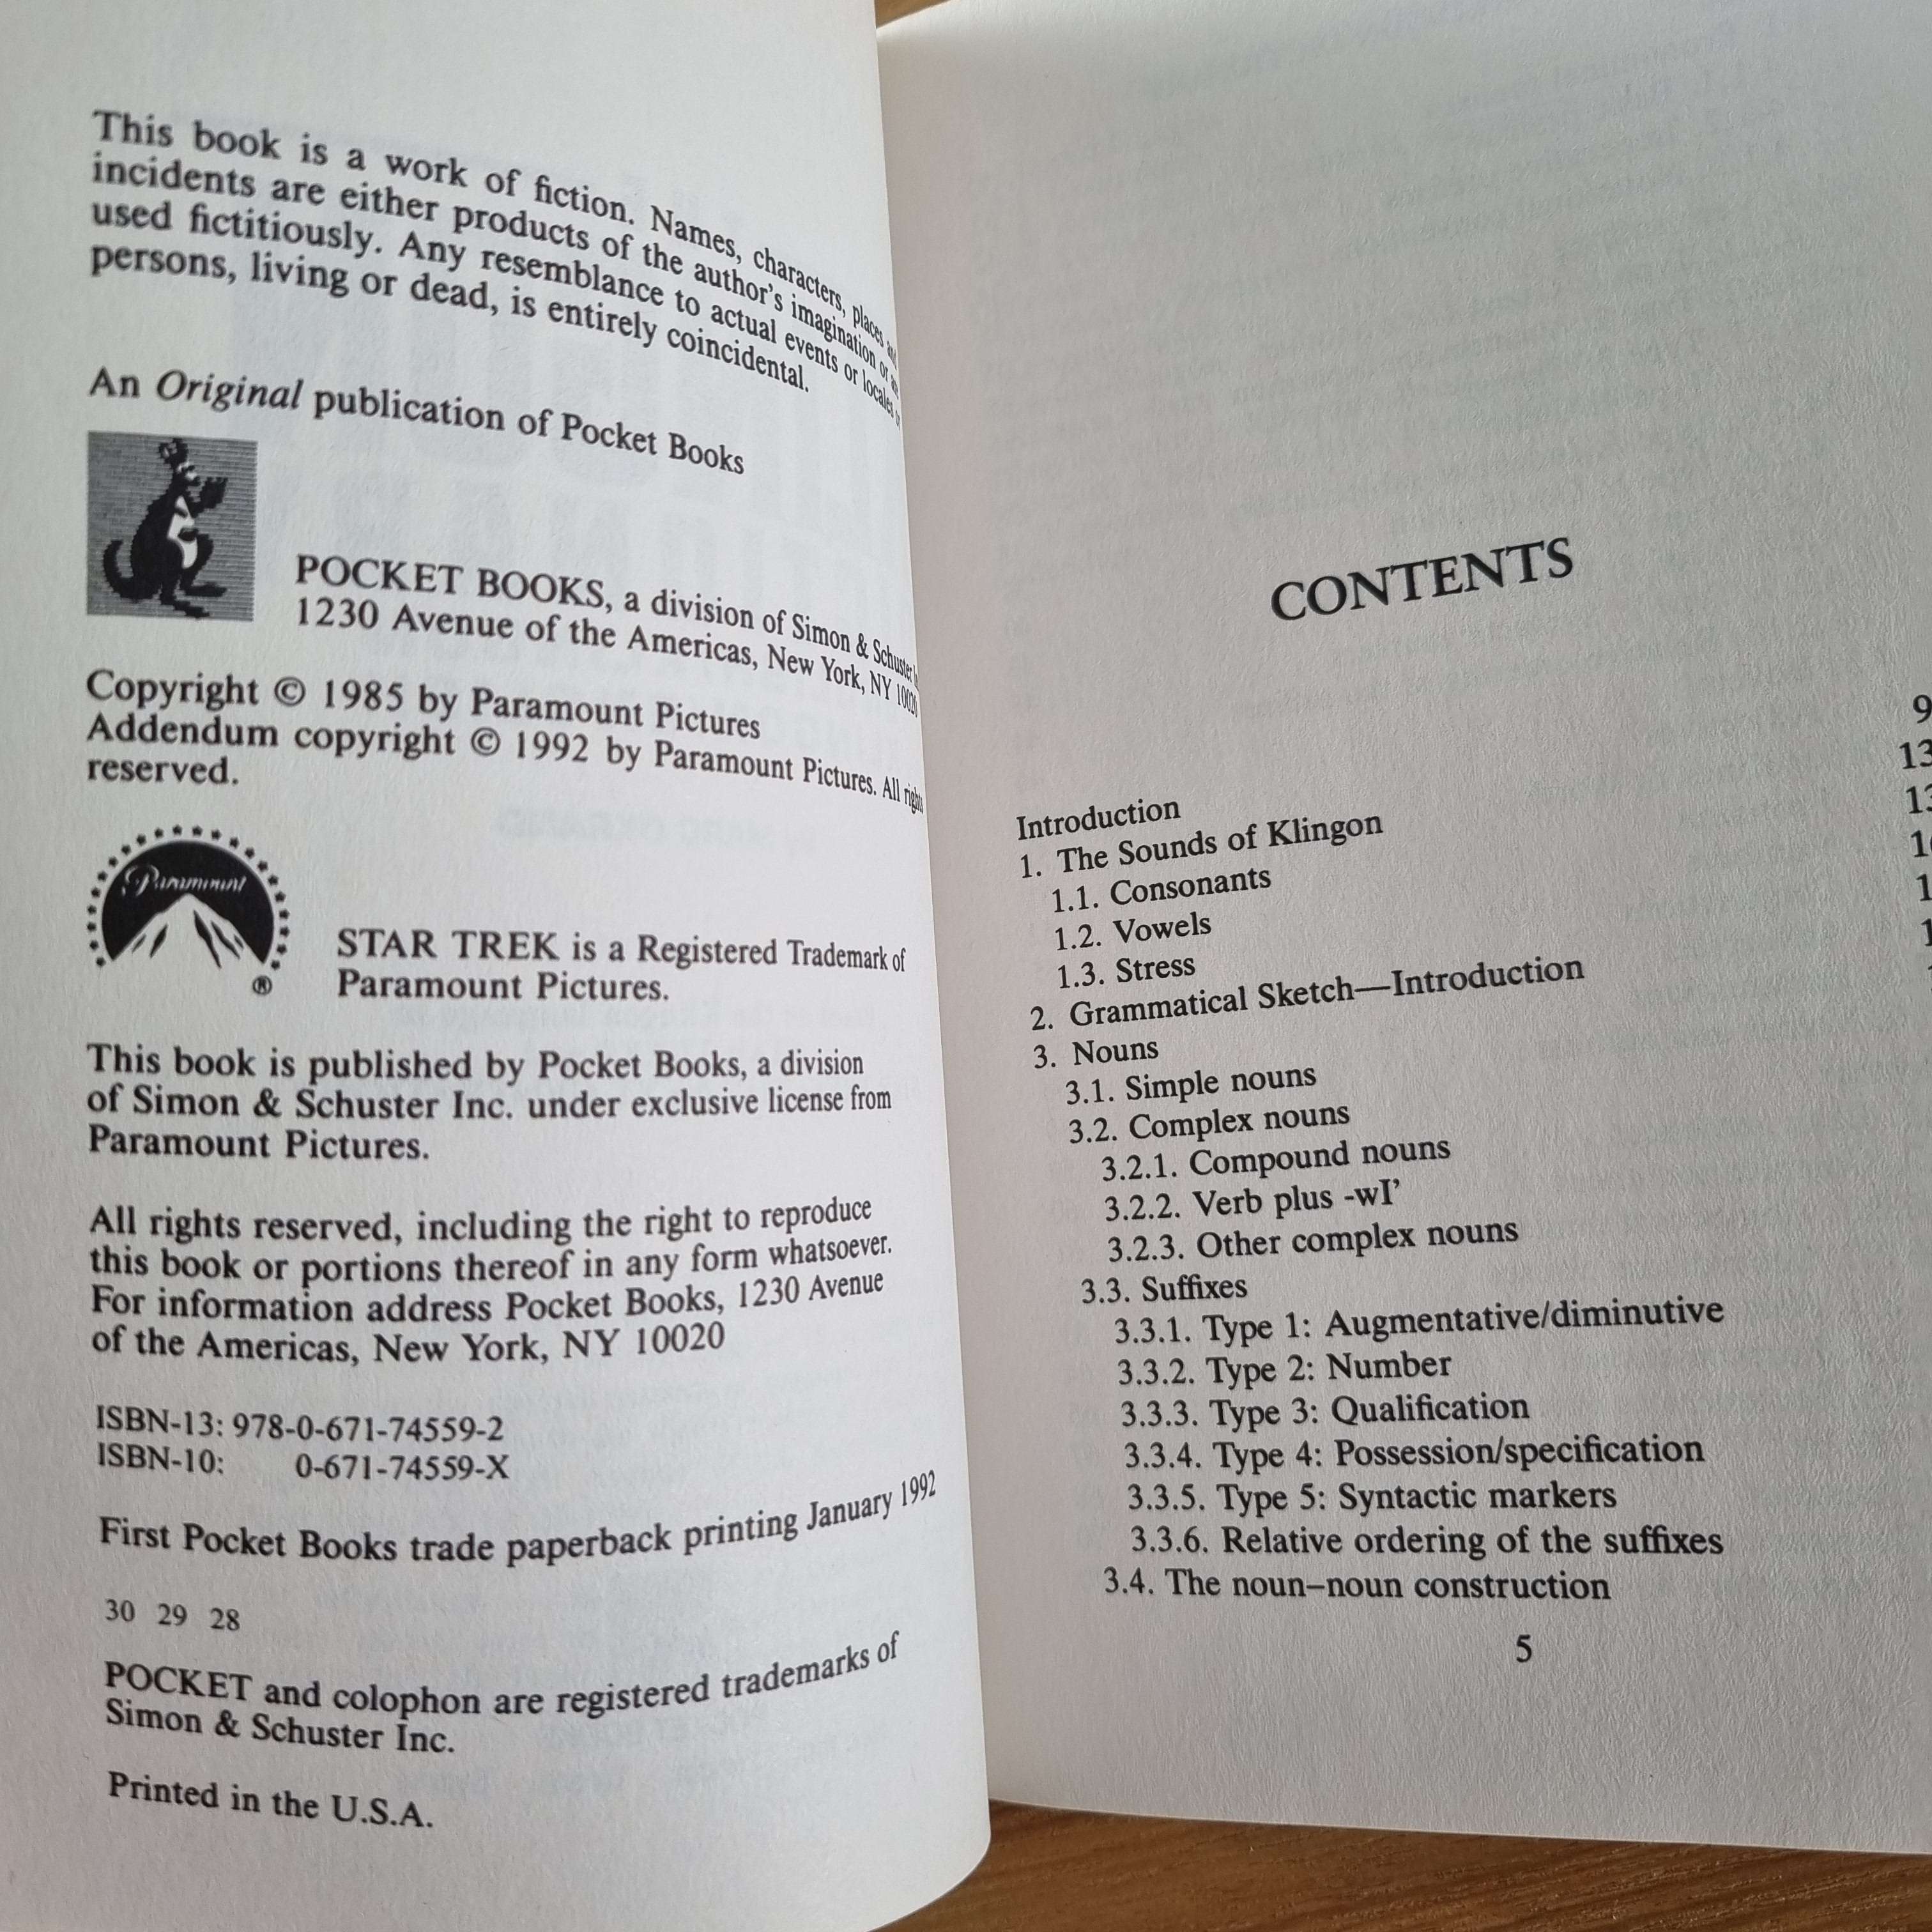 This book is a work of fiction. Names, characters, places and
incidents are either products of the author's imagination or are
used fictitiously. Any resemblance to actual events or locales or
persons, living or dead, is entirely coincidental.
An Original publication of Pocket Books
POCKET BOOKS, a division of Simon & Schuster
1230 Avenue of the Americas, New York, NY 10020
Copyright © 1985 by Paramount Pictures
Addendum copyright © 1992 by Paramount Pictures. All rights
reserved.
Paramount
®
STAR TREK is a Registered Trademark of
Paramount Pictures.
This book is published by Pocket Books, a division
of Simon & Schuster Inc. under exclusive license from
Paramount Pictures.
All rights reserved, including the right to reproduce
this book or portions thereof in any form whatsoever.
For information address Pocket Books, 1230 Avenue
of the Americas, New York, NY 10020
ISBN-13: 978-0-671-74559-2
ISBN-10: 0-671-74559-X
First Pocket Books trade paperback printing January 1992
30 29 28
POCKET and colophon are registered trademarks of
Simon & Schuster Inc.
Printed in the U.S.A.
CONTENTS
Introduction 9
1. The Sounds of Klingon 13
1.1. Consonants 13
1.2. Vowels
1.3. Stress
2. Grammatical Sketch—Introduction
3. Nouns
3.1. Simple nouns
3.2. Complex nouns
3.2.1. Compound nouns
3.2.2. Verb plus -wI’
3.2.3. Other complex nouns
3.3. Suffixes
3.3.1. Type 1: Augmentative/diminutive
3.3.2. Type 2: Number
3.3.3. Type 3: Qualification
3.3.4. Type 4: Possession/specification
3.3.5. Type 5: Syntactic markers
3.3.6. Relative ordering of the suffixes
3.4. The noun–noun construction
5